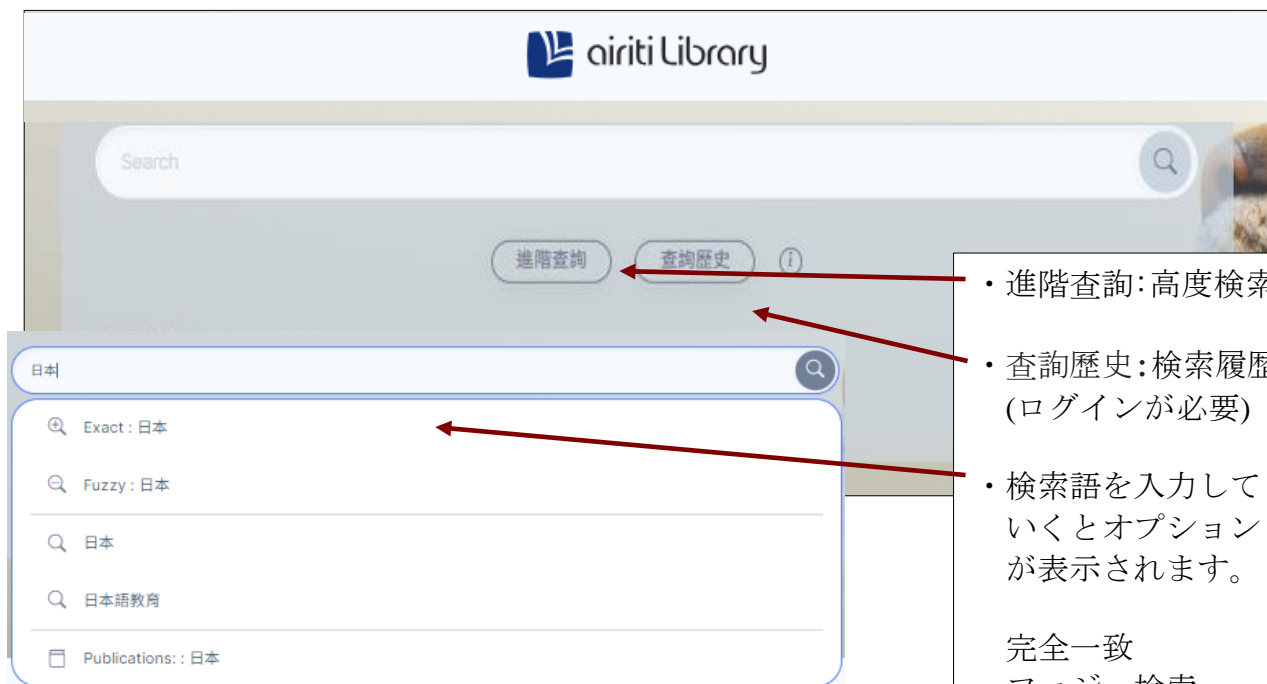 airiti Library
Search
進階查詢
查詢歷史
・進階查詢:高度検索
・查詢歷史:検索履歴
(ログインが必要)
・検索語を入力して
いくとオプション
が表示されます。
完全一致
日本
Exact : 日本
Fuzzy : 日本
日本
日本語教育
Publications: : 日本